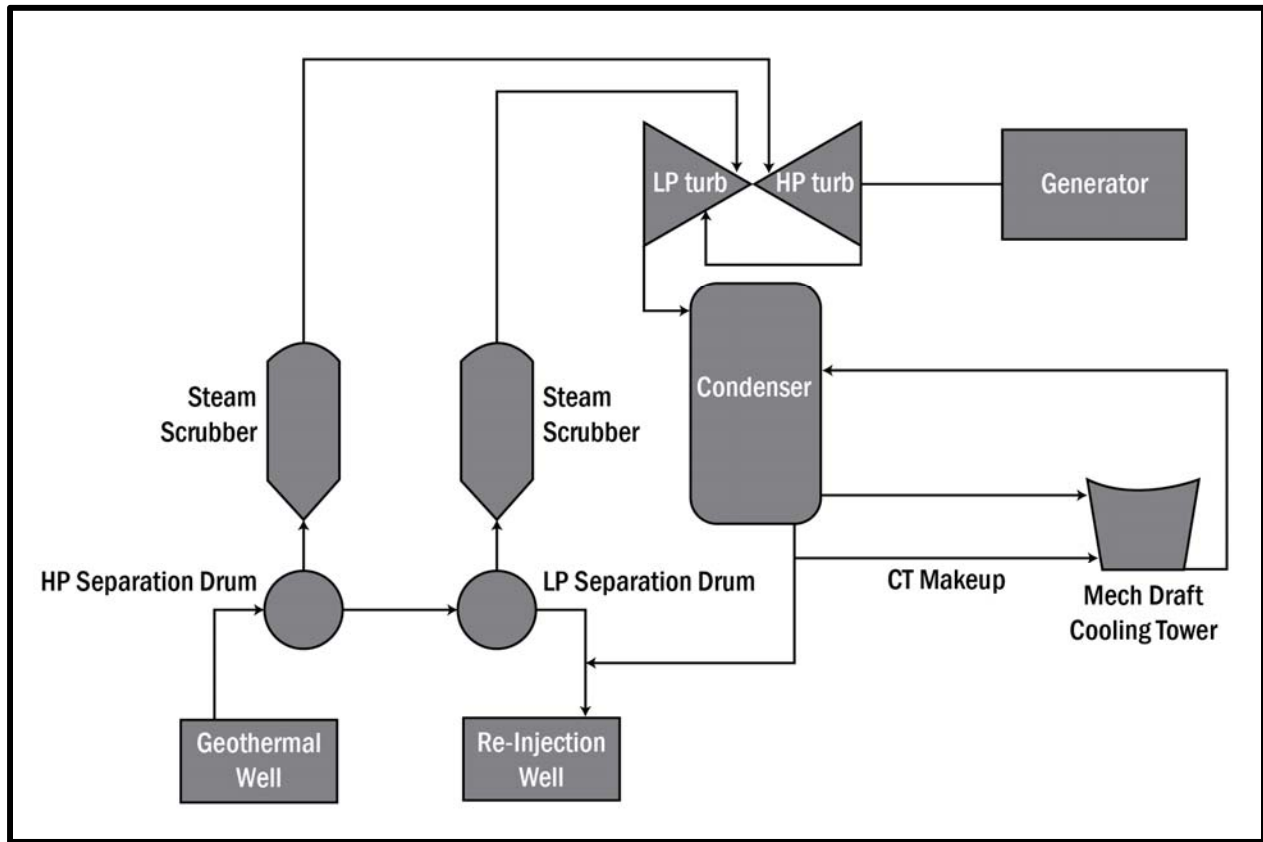 LP turb
HP turb
Generator
Steam
Scrubber
Steam
Scrubber
Condenser
HP Separation Drum
LP Separation Drum
CT Makeup
Mech Draft
Cooling Tower
Geothermal
Well
Re-Injection
Well